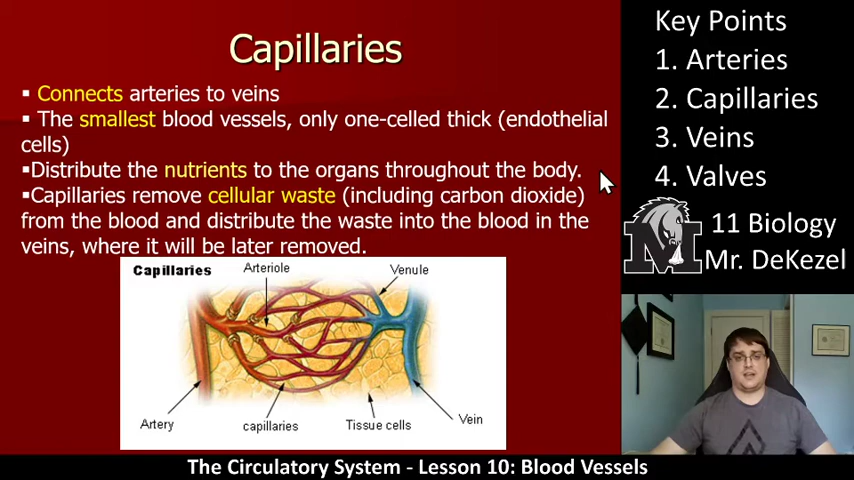 Capillaries
▪ Connects arteries to veins
▪ The smallest blood vessels, only one-celled thick (endothelial
cells)
▪Distribute the nutrients to the organs throughout the body.
▪Capillaries remove cellular waste (including carbon dioxide)
from the blood and distribute the waste into the blood in the
veins, where it will be later removed.
Capillaries
Arteriole
Venule
Artery
capillaries
Tissue cells
Vein
Key Points
1. Arteries
2. Capillaries
3. Veins
4. Valves
M
11 Biology
Mr. DeKezel
The Circulatory System - Lesson 10: Blood Vessels